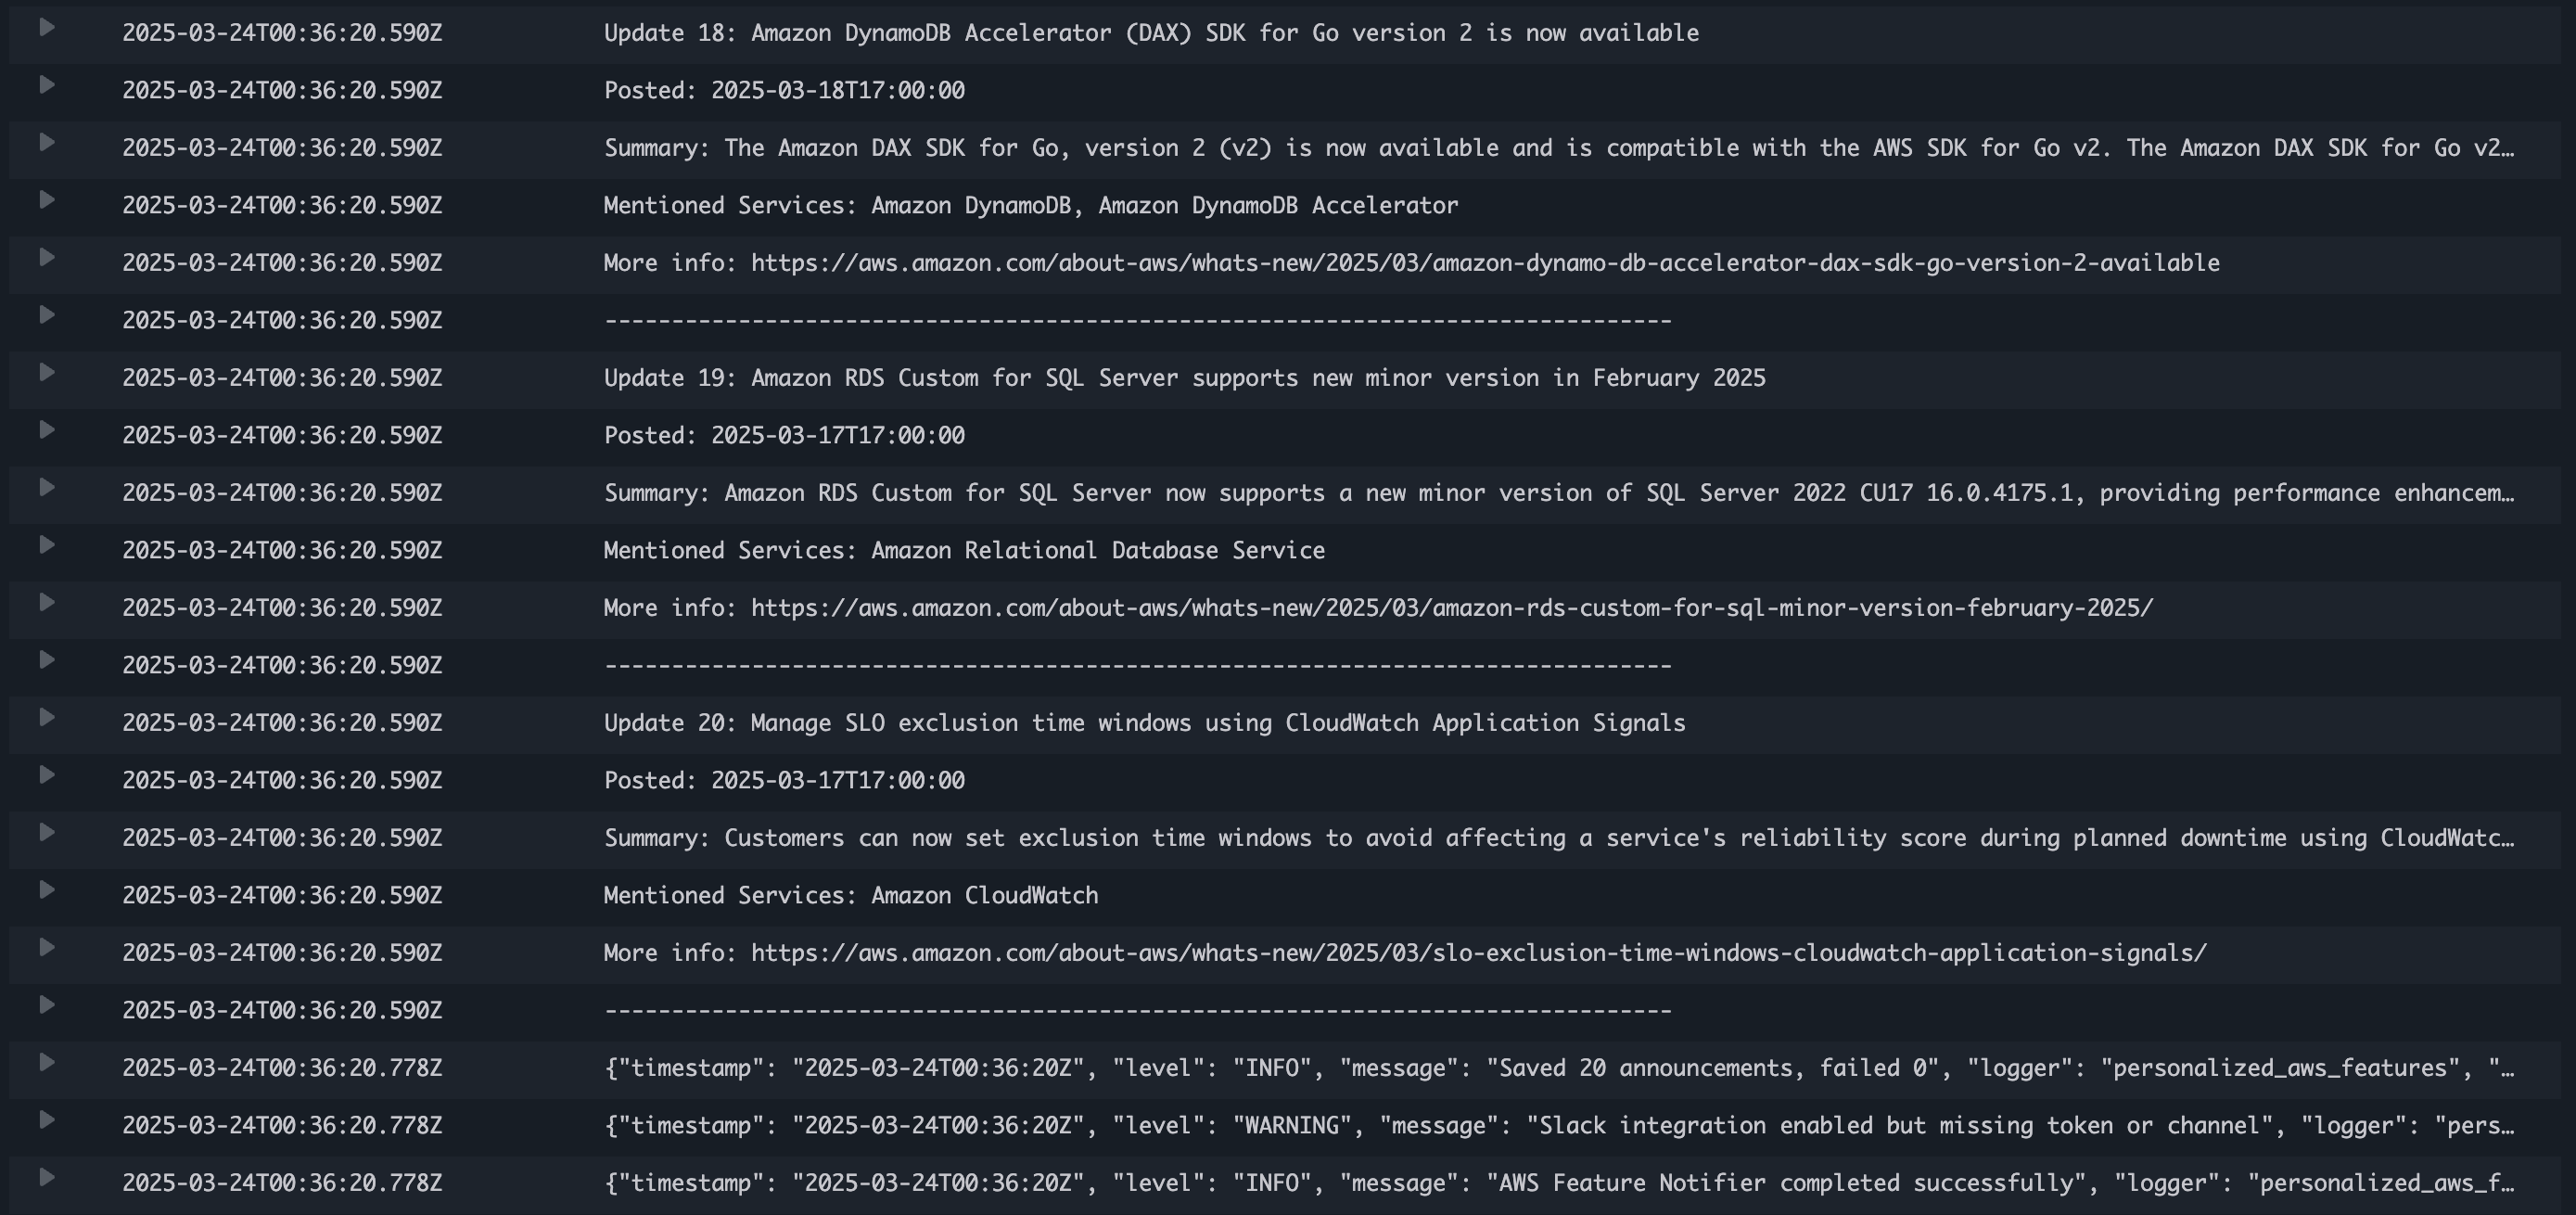 2025-03-24T00:36:20.590Z Update 18: Amazon DynamoDB Accelerator (DAX) SDK for Go version 2 is now available
2025-03-24T00:36:20.590Z Posted: 2025-03-18T17:00:00
2025-03-24T00:36:20.590Z Summary: The Amazon DAX SDK for Go, version 2 (v2) is now available and is compatible with the AWS SDK for Go v2. The Amazon DAX SDK for Go v2…
2025-03-24T00:36:20.590Z Mentioned Services: Amazon DynamoDB, Amazon DynamoDB Accelerator
2025-03-24T00:36:20.590Z More info: https://aws.amazon.com/about-aws/whats-new/2025/03/amazon-dynamo-db-accelerator-dax-sdk-go-version-2-available
2025-03-24T00:36:20.590Z --------------------------------------------------------------------------------
2025-03-24T00:36:20.590Z Update 19: Amazon RDS Custom for SQL Server supports new minor version in February 2025
2025-03-24T00:36:20.590Z Posted: 2025-03-17T17:00:00
2025-03-24T00:36:20.590Z Summary: Amazon RDS Custom for SQL Server now supports a new minor version of SQL Server 2022 CU17 16.0.4175.1, providing performance enhancem…
2025-03-24T00:36:20.590Z Mentioned Services: Amazon Relational Database Service
2025-03-24T00:36:20.590Z More info: https://aws.amazon.com/about-aws/whats-new/2025/03/amazon-rds-custom-for-sql-minor-version-february-2025/
2025-03-24T00:36:20.590Z --------------------------------------------------------------------------------
2025-03-24T00:36:20.590Z Update 20: Manage SLO exclusion time windows using CloudWatch Application Signals
2025-03-24T00:36:20.590Z Posted: 2025-03-17T17:00:00
2025-03-24T00:36:20.590Z Summary: Customers can now set exclusion time windows to avoid affecting a service's reliability score during planned downtime using CloudWatc…
2025-03-24T00:36:20.590Z Mentioned Services: Amazon CloudWatch
2025-03-24T00:36:20.590Z More info: https://aws.amazon.com/about-aws/whats-new/2025/03/slo-exclusion-time-windows-cloudwatch-application-signals/
2025-03-24T00:36:20.590Z --------------------------------------------------------------------------------
2025-03-24T00:36:20.778Z {"timestamp": "2025-03-24T00:36:20Z", "level": "INFO", "message": "Saved 20 announcements, failed 0", "logger": "personalized_aws_features", "…
2025-03-24T00:36:20.778Z {"timestamp": "2025-03-24T00:36:20Z", "level": "WARNING", "message": "Slack integration enabled but missing token or channel", "logger": "pers…
2025-03-24T00:36:20.778Z {"timestamp": "2025-03-24T00:36:20Z", "level": "INFO", "message": "AWS Feature Notifier completed successfully", "logger": "personalized_aws_f…